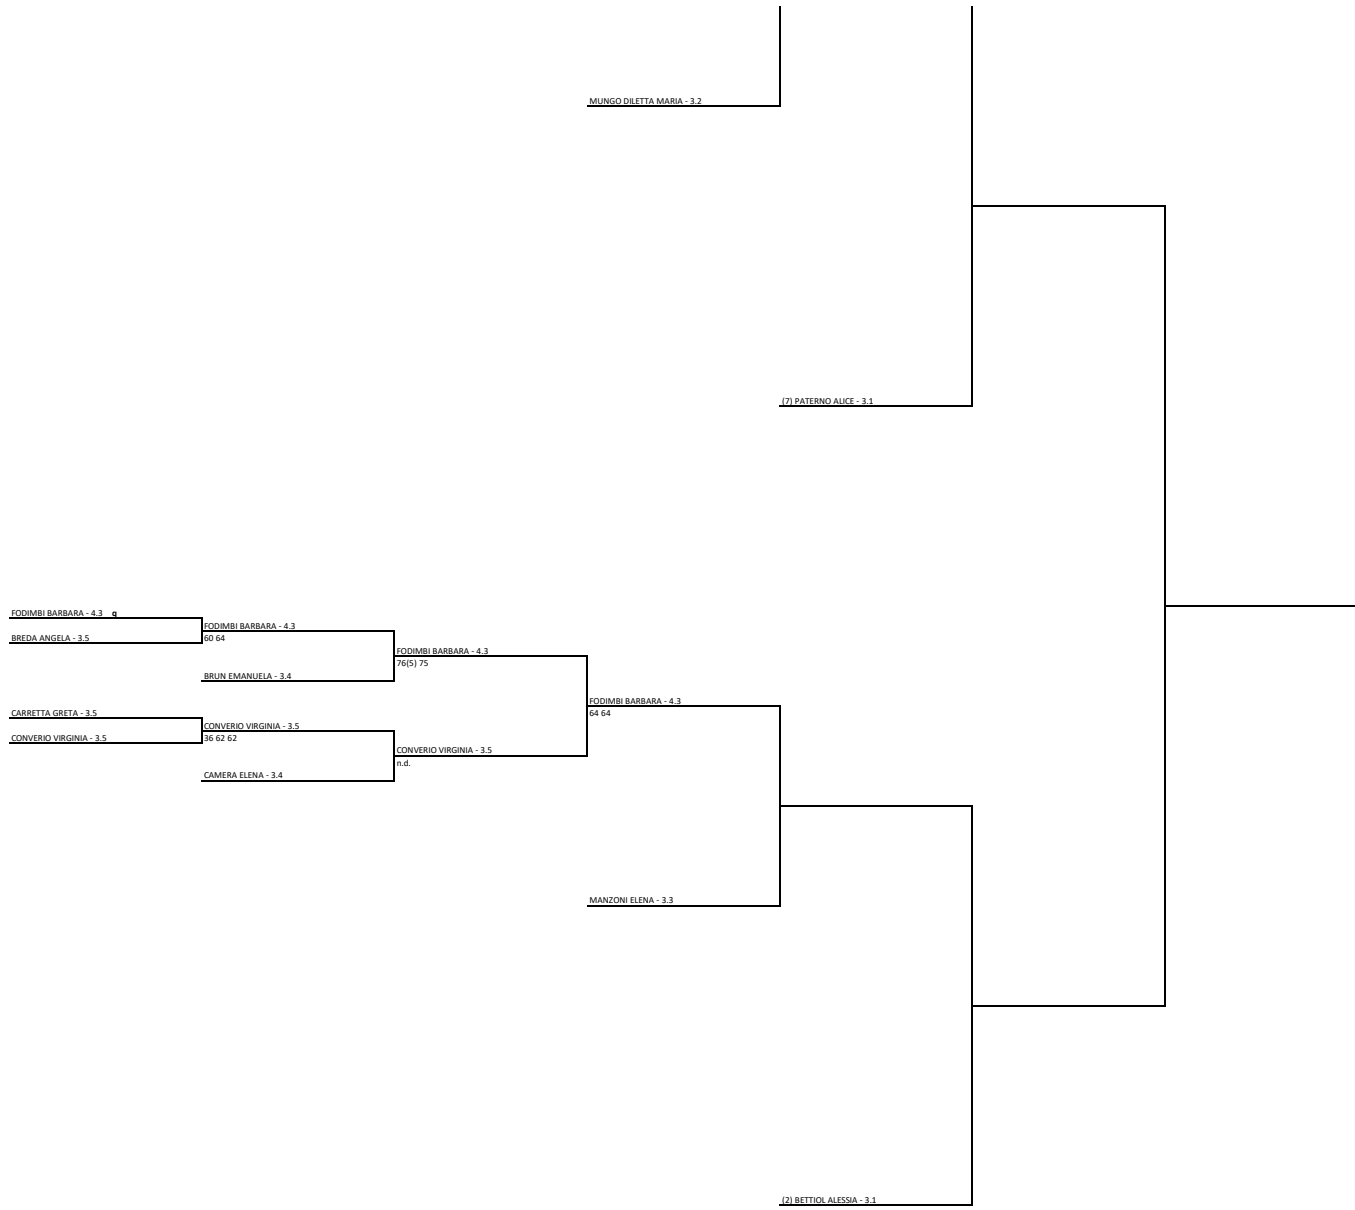 MUNGO DILETTA MARIA - 3.2
(7) PATERNO ALICE - 3.1
FODIMBI BARBARA - 4.3 q
FODIMBI BARBARA - 4.3
BREDA ANGELA - 3.5
60 64
FODIMBI BARBARA - 4.3
76(5) 75
BRUN EMANUELA - 3.4
FODIMBI BARBARA - 4.3
64 64
CARRETTA GRETA - 3.5
CONVERIO VIRGINIA - 3.5
CONVERIO VIRGINIA - 3.5
36 62 62
CONVERIO VIRGINIA - 3.5
n.d.
CAMERA ELENA - 3.4
MANZONI ELENA - 3.3
(2) BETTIOL ALESSIA - 3.1